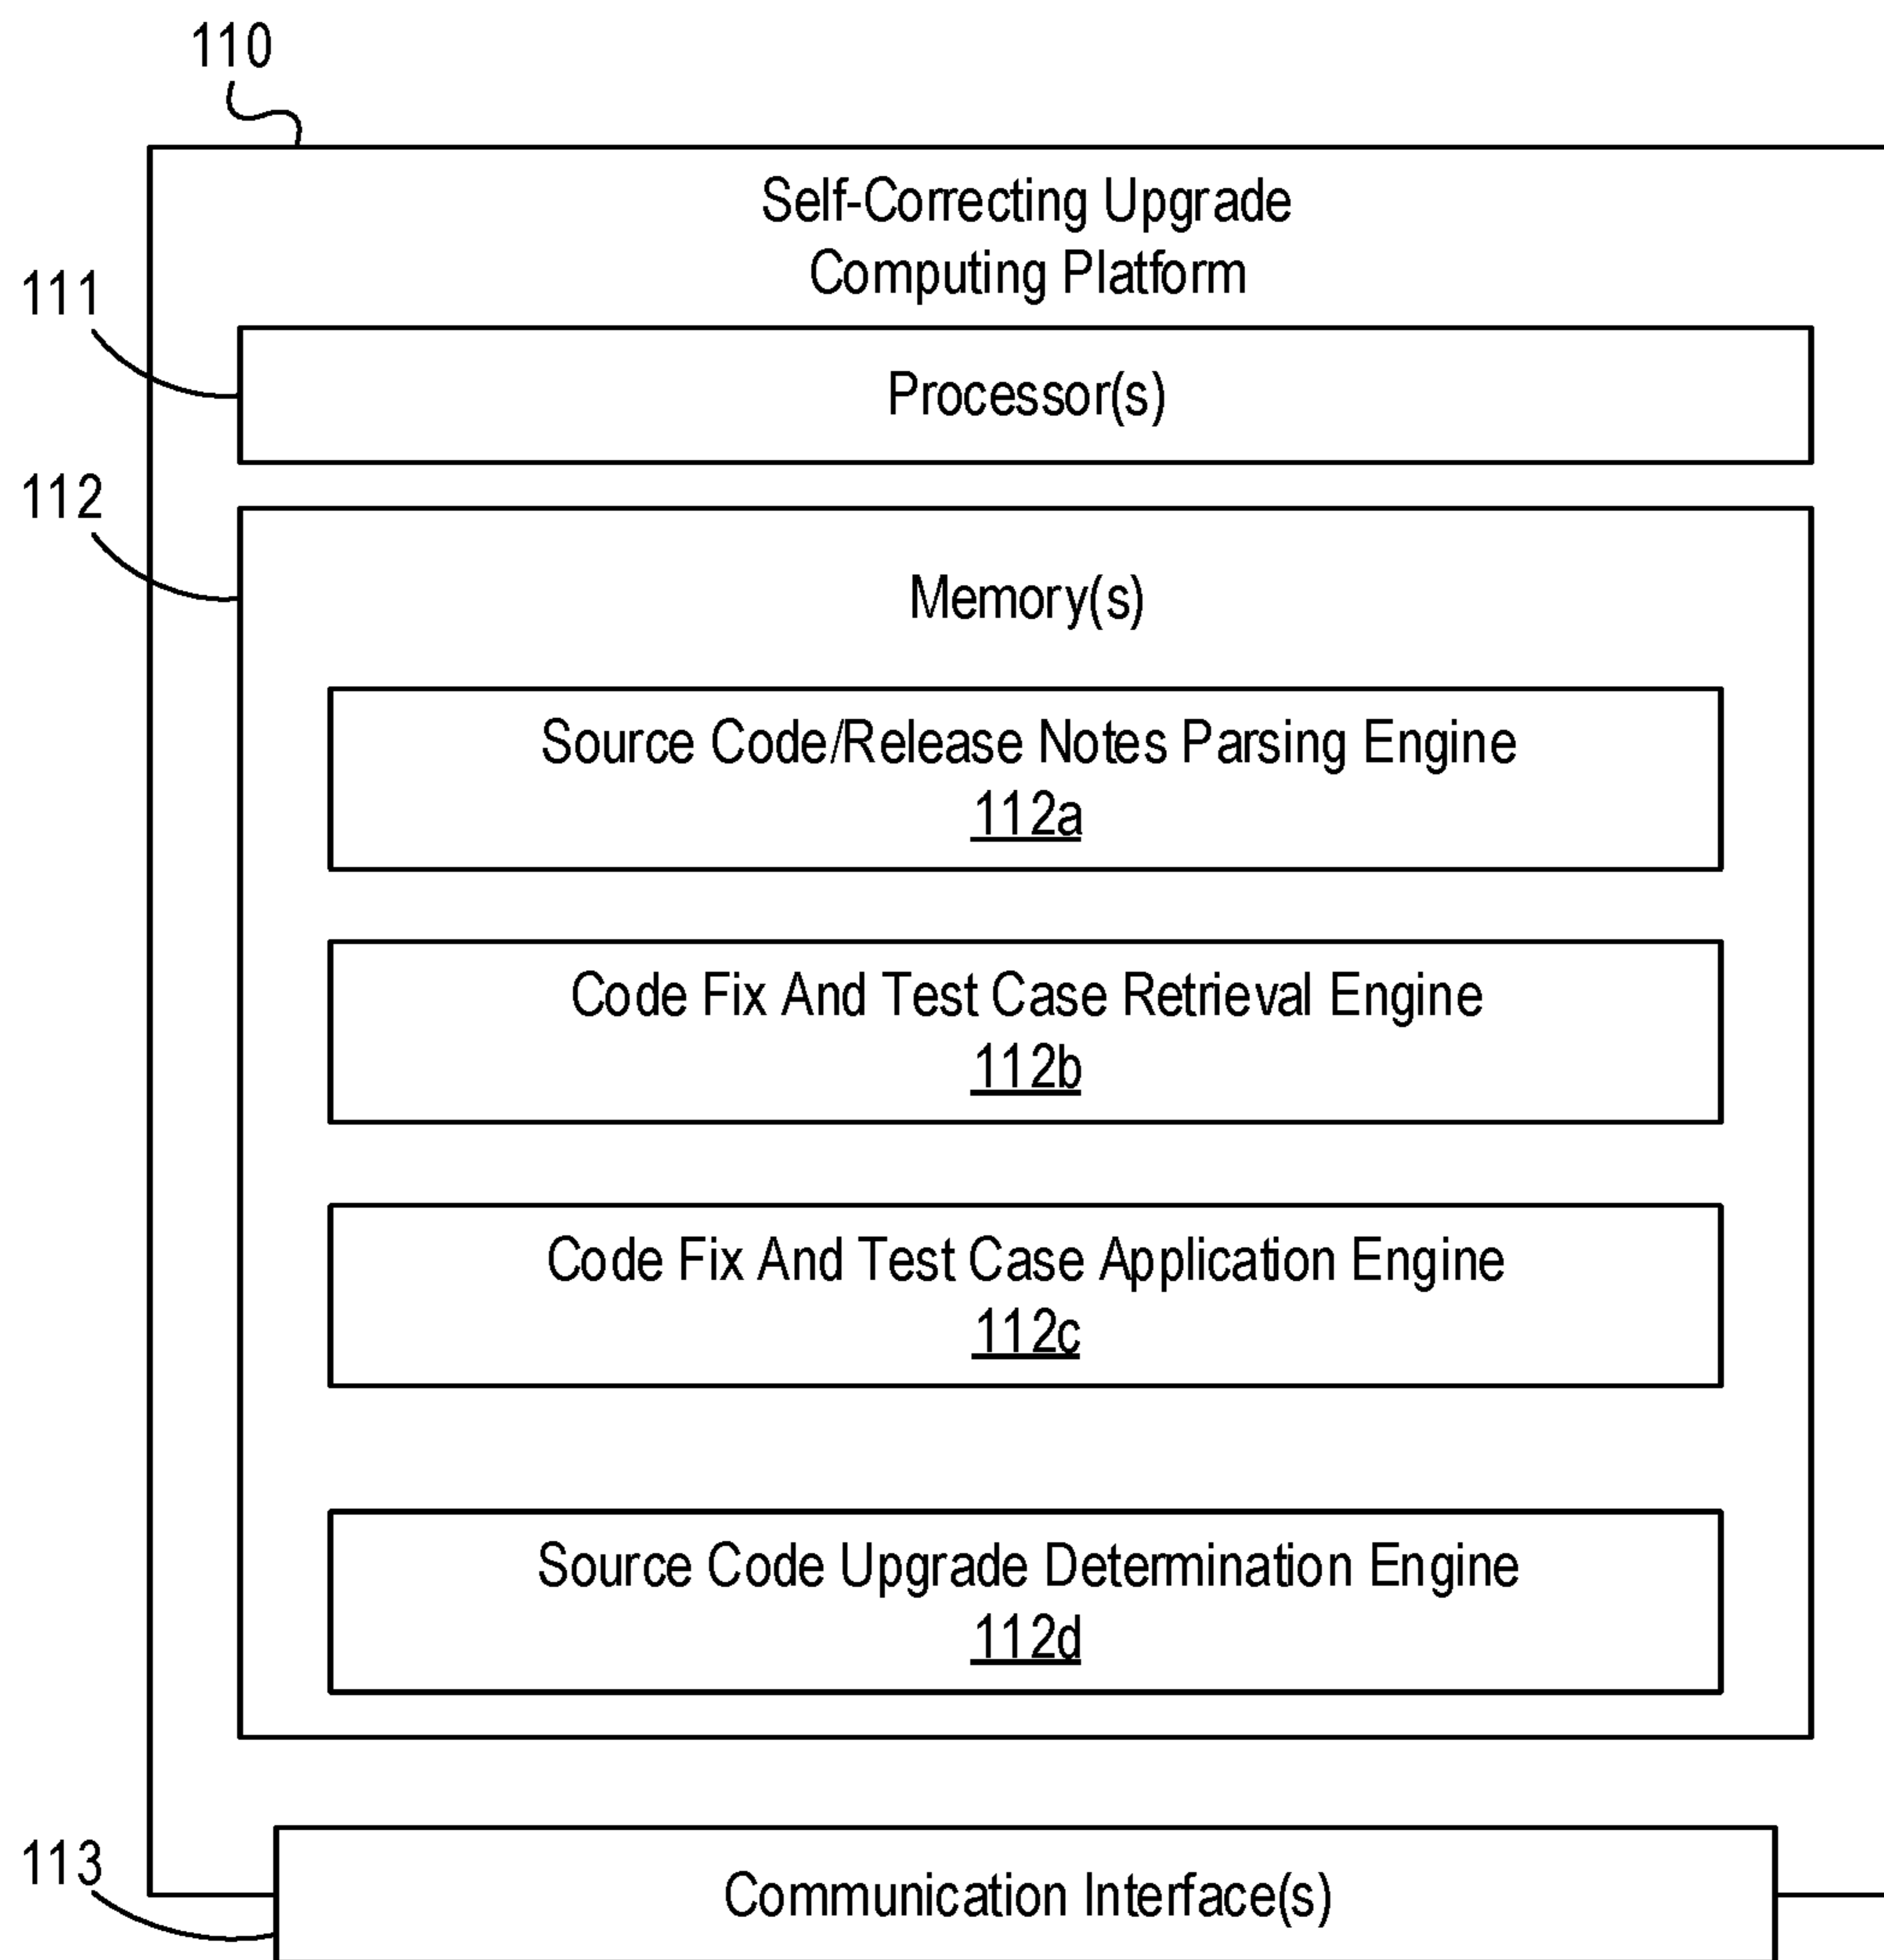 110
Self-Correcting Upgrade
Computing Platform
111
Processor(s)
112
Memory(s)
Source Code/Release Notes Parsing Engine
112a
Code Fix And Test Case Retrieval Engine
112b
Code Fix And Test Case Application Engine
112c
Source Code Upgrade Determination Engine
112d
113
Communication Interface(s)